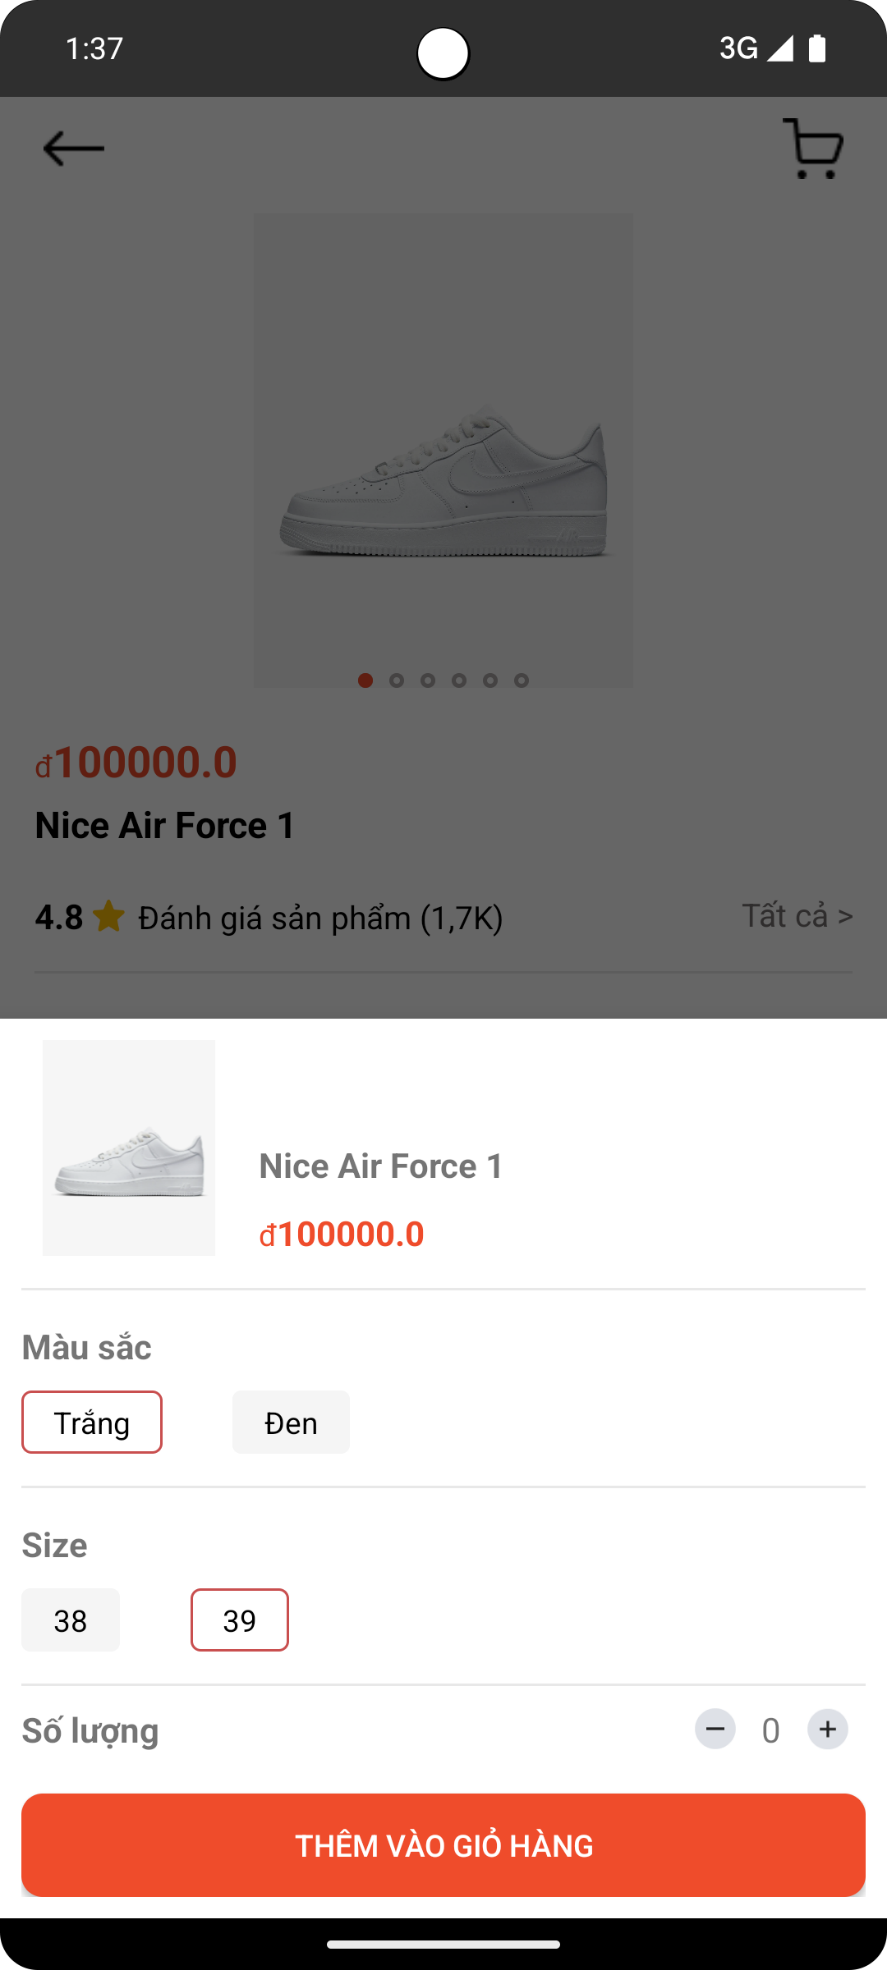 1:37
3G
đ100000.0
Nice Air Force 1
4.8 Đánh giá sản phẩm (1,7K)
Tất cả >
Nice Air Force 1
đ100000.0
Màu sắc
Trắng
Đen
Size
38
39
Số lượng
− 0 +
THÊM VÀO GIỎ HÀNG